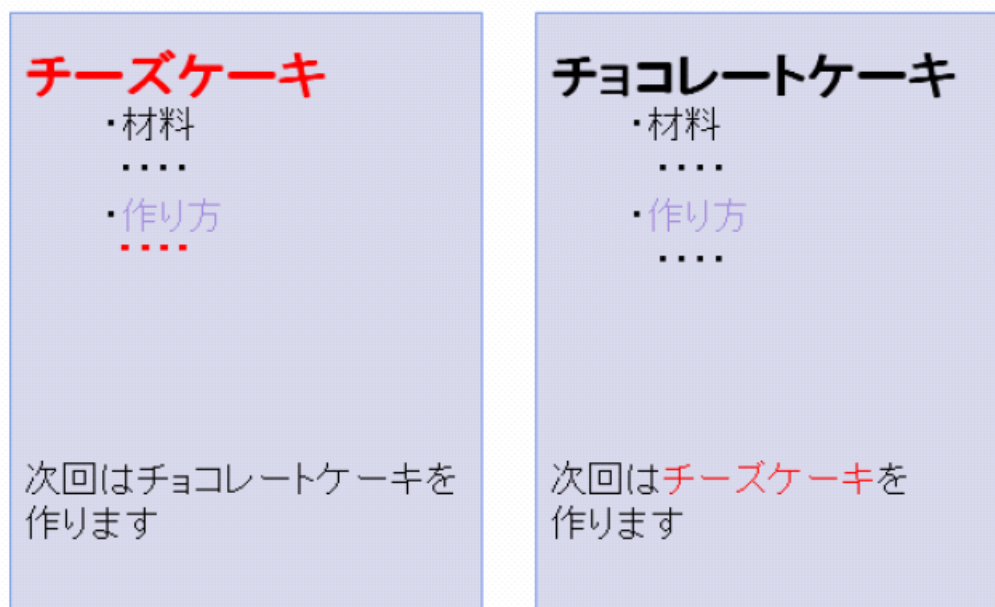 チーズケーキ
・材料
・・・・
・作り方
・・・・
次回はチョコレートケーキを
作ります
チョコレートケーキ
・材料
・・・・
・作り方
・・・・
次回はチーズケーキを
作ります